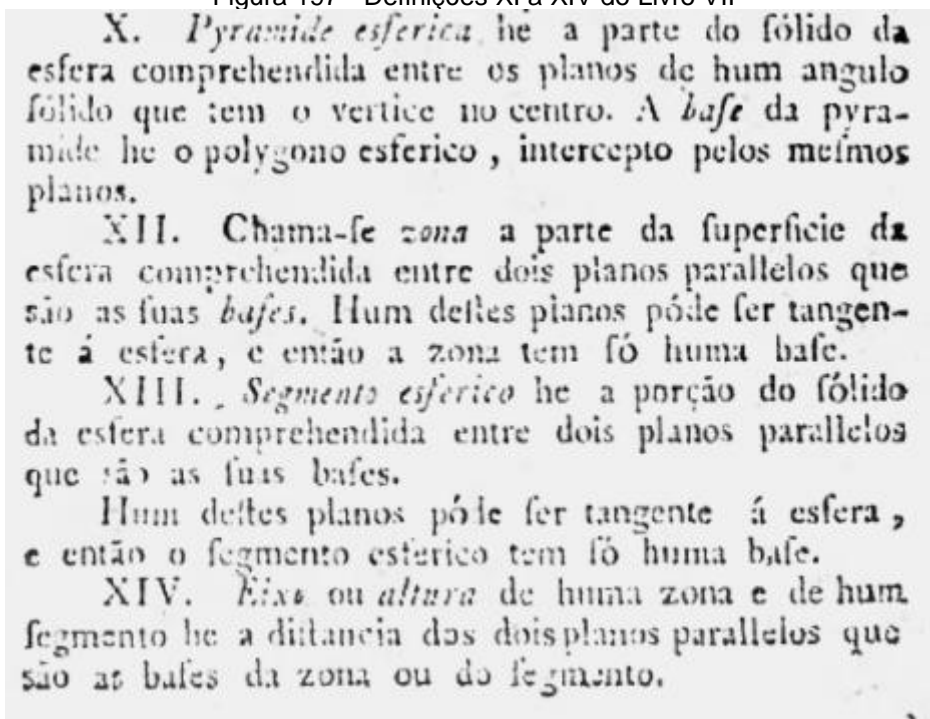 Figura 157 - Definições XI a XIV do Livro VII
X. Pyramide esferica he a parte do ſólido da
esfera comprehendida entre os planos de hum angulo
ſólido que tem o vertice no centro. A baſe da pyra-
mide he o polygono esferico, intercepto pelos meſmos
planos.
XII. Chama-ſe zona a parte da ſuperficie da
esfera comprehendida entre dois planos parallelos que
são as ſuas baſes. Hum deſtes planos póde ſer tangen-
te á esfera, e então a zona tem ſó huma baſe.
XIII. Segmento esferico he a porção do ſólido
da esfera comprehendida entre dois planos parallelos
que são as ſuas baſes.
Hum deſtes planos póde ſer tangente á esfera,
e então o ſegmento esferico tem ſó huma baſe.
XIV. Eixo ou altura de huma zona e de hum
ſegmento he a diſtancia dos dois planos parallelos que
são as baſes da zona ou do ſegmento.